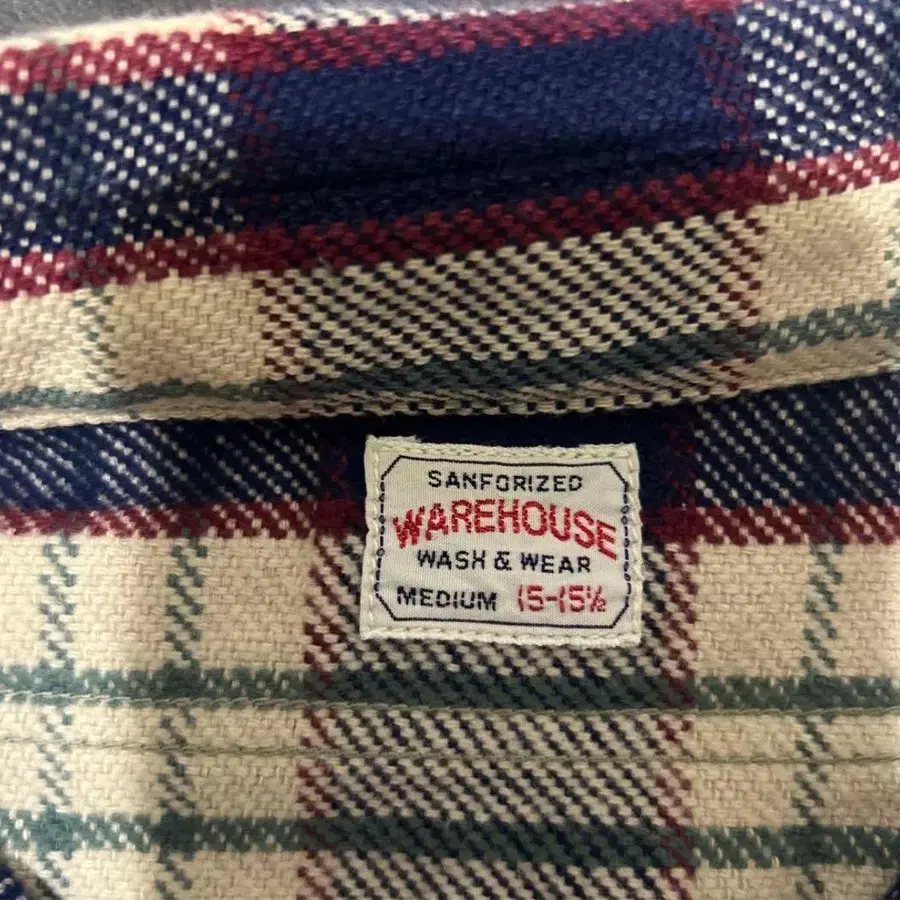 SANFORIZED
WAREHOUSE
WASH & WEAR
MEDIUM 15-15½